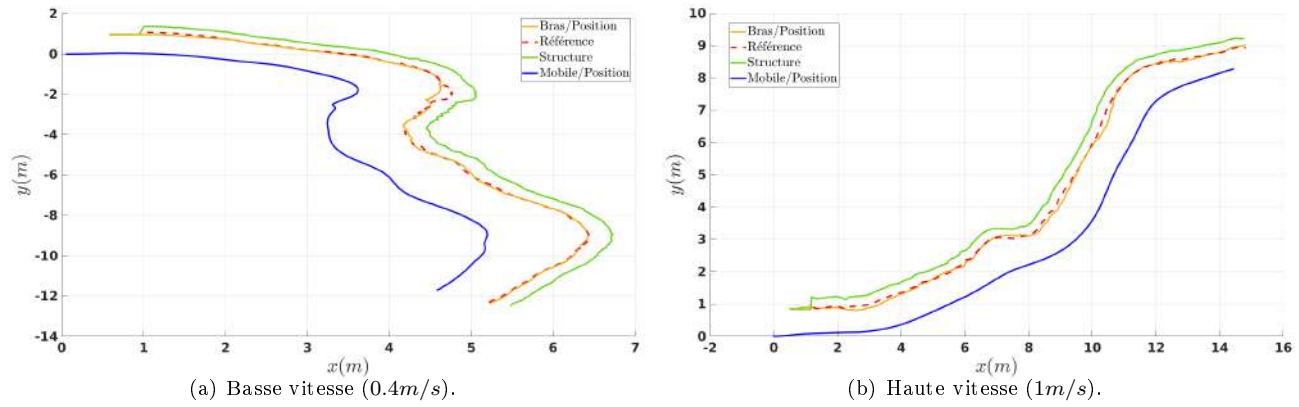 2
0
-2
-4
-6
-8
-10
-12
-14
y(m)
0 1 2 3 4 5 6 7
x(m)
Bras/Position
Référence
Structure
Mobile/Position
(a) Basse vitesse (0.4m/s).
10
9
8
7
6
5
4
3
2
1
0
y(m)
-2 0 2 4 6 8 10 12 14 16
x(m)
Bras/Position
Référence
Structure
Mobile/Position
(b) Haute vitesse (1m/s).